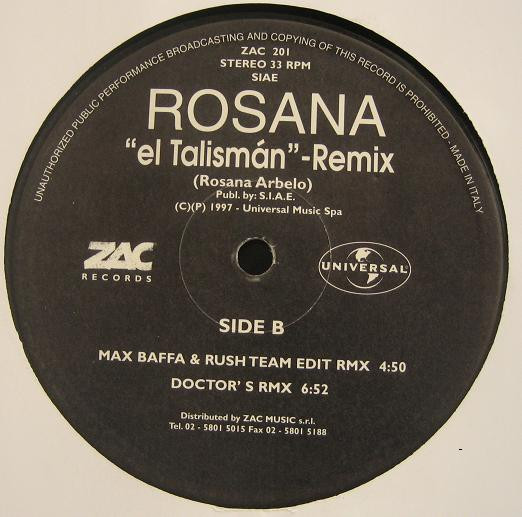 UNAUTHORIZED PUBLIC PERFORMANCE BROADCASTING AND COPYING OF THIS RECORD IS PROHIBITED - MADE IN ITALY
ZAC 201
STEREO 33 RPM
SIAE
ROSANA
“el Talismán”-Remix
(Rosana Arbelo)
Publ. by: S.I.A.E.
(C)(P) 1997 - Universal Music Spa
ZAC
RECORDS
UNIVERSAL
SIDE B
MAX BAFFA & RUSH TEAM EDIT RMX 4:50
DOCTOR' S RMX 6:52
Distributed by ZAC MUSIC s.r.l.
Tel. 02 - 5801 5015 Fax 02 - 5801 5188